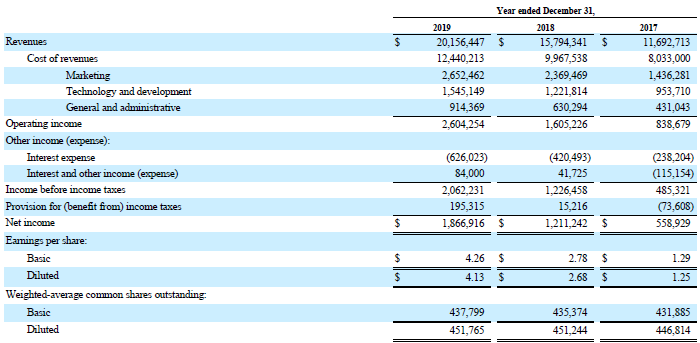 Year ended December 31,
2019 2018 2017
Revenues $ 20,156,447 $ 15,794,341 $ 11,692,713
Cost of revenues 12,440,213 9,967,538 8,033,000
Marketing 2,652,462 2,369,469 1,436,281
Technology and development 1,545,149 1,221,814 953,710
General and administrative 914,369 630,294 431,043
Operating income 2,604,254 1,605,226 838,679
Other income (expense):
Interest expense (626,023) (420,493) (238,204)
Interest and other income (expense) 84,000 41,725 (115,154)
Income before income taxes 2,062,231 1,226,458 485,321
Provision for (benefit from) income taxes 195,315 15,216 (73,608)
Net income $ 1,866,916 $ 1,211,242 $ 558,929
Earnings per share:
Basic $ 4.26 $ 2.78 $ 1.29
Diluted $ 4.13 $ 2.68 $ 1.25
Weighted-average common shares outstanding:
Basic 437,799 435,374 431,885
Diluted 451,765 451,244 446,814